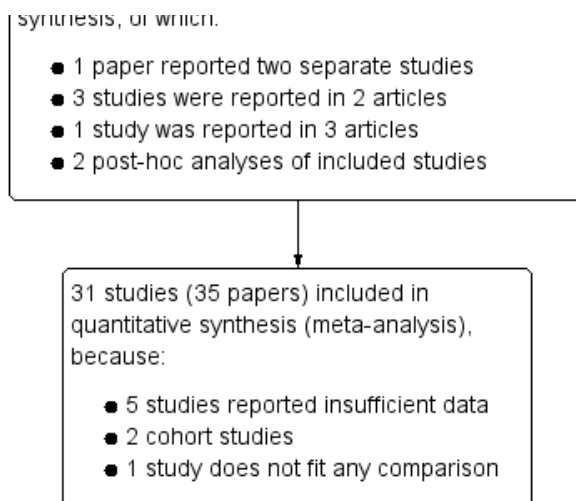 synthesis, of which:
● 1 paper reported two separate studies
● 3 studies were reported in 2 articles
● 1 study was reported in 3 articles
● 2 post-hoc analyses of included studies
31 studies (35 papers) included in
quantitative synthesis (meta-analysis),
because:
● 5 studies reported insufficient data
● 2 cohort studies
● 1 study does not fit any comparison